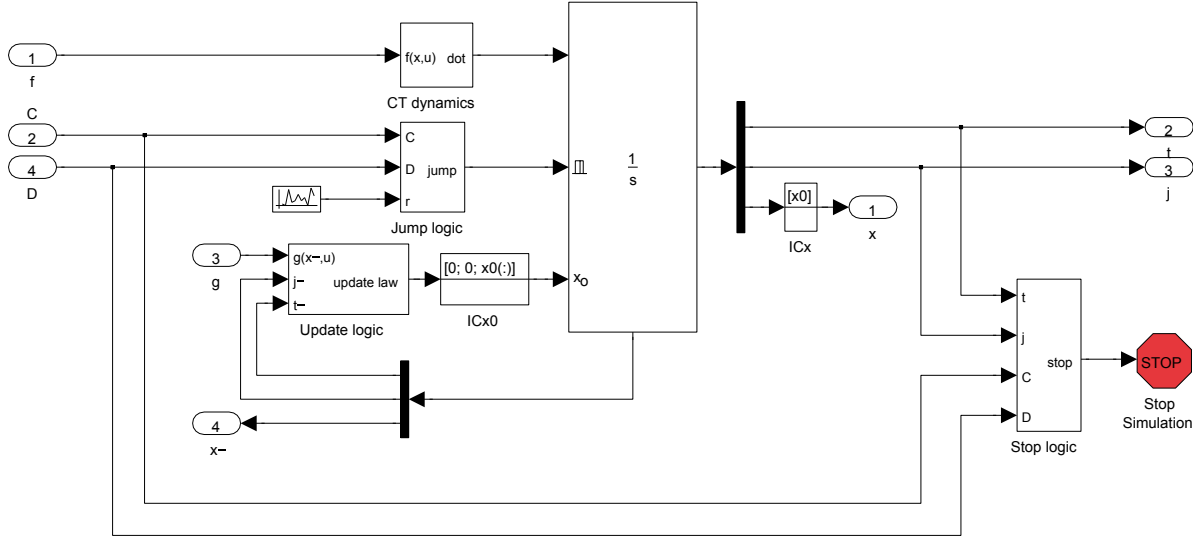 1
f
f(x,u) dot
CT dynamics
C
2
4
D
C
D
r
jump
Jump logic
3
g
g(x−,u)
j−
t−
update law
Update logic
[0; 0; x0(:)]
ICx0
1
s
xo
4
x−
[x0]
ICx
1
x
2
t
3
j
t
j
C
D
stop
Stop logic
STOP
Stop
Simulation